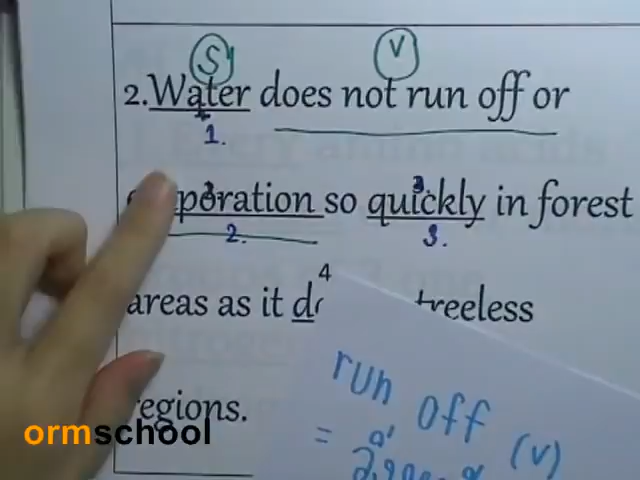 S V
2. Water does not run off or
1.
poration so quickly in forest
2. 3.
4
areas as it treeless
regions.
run off
= (v)
ormschool